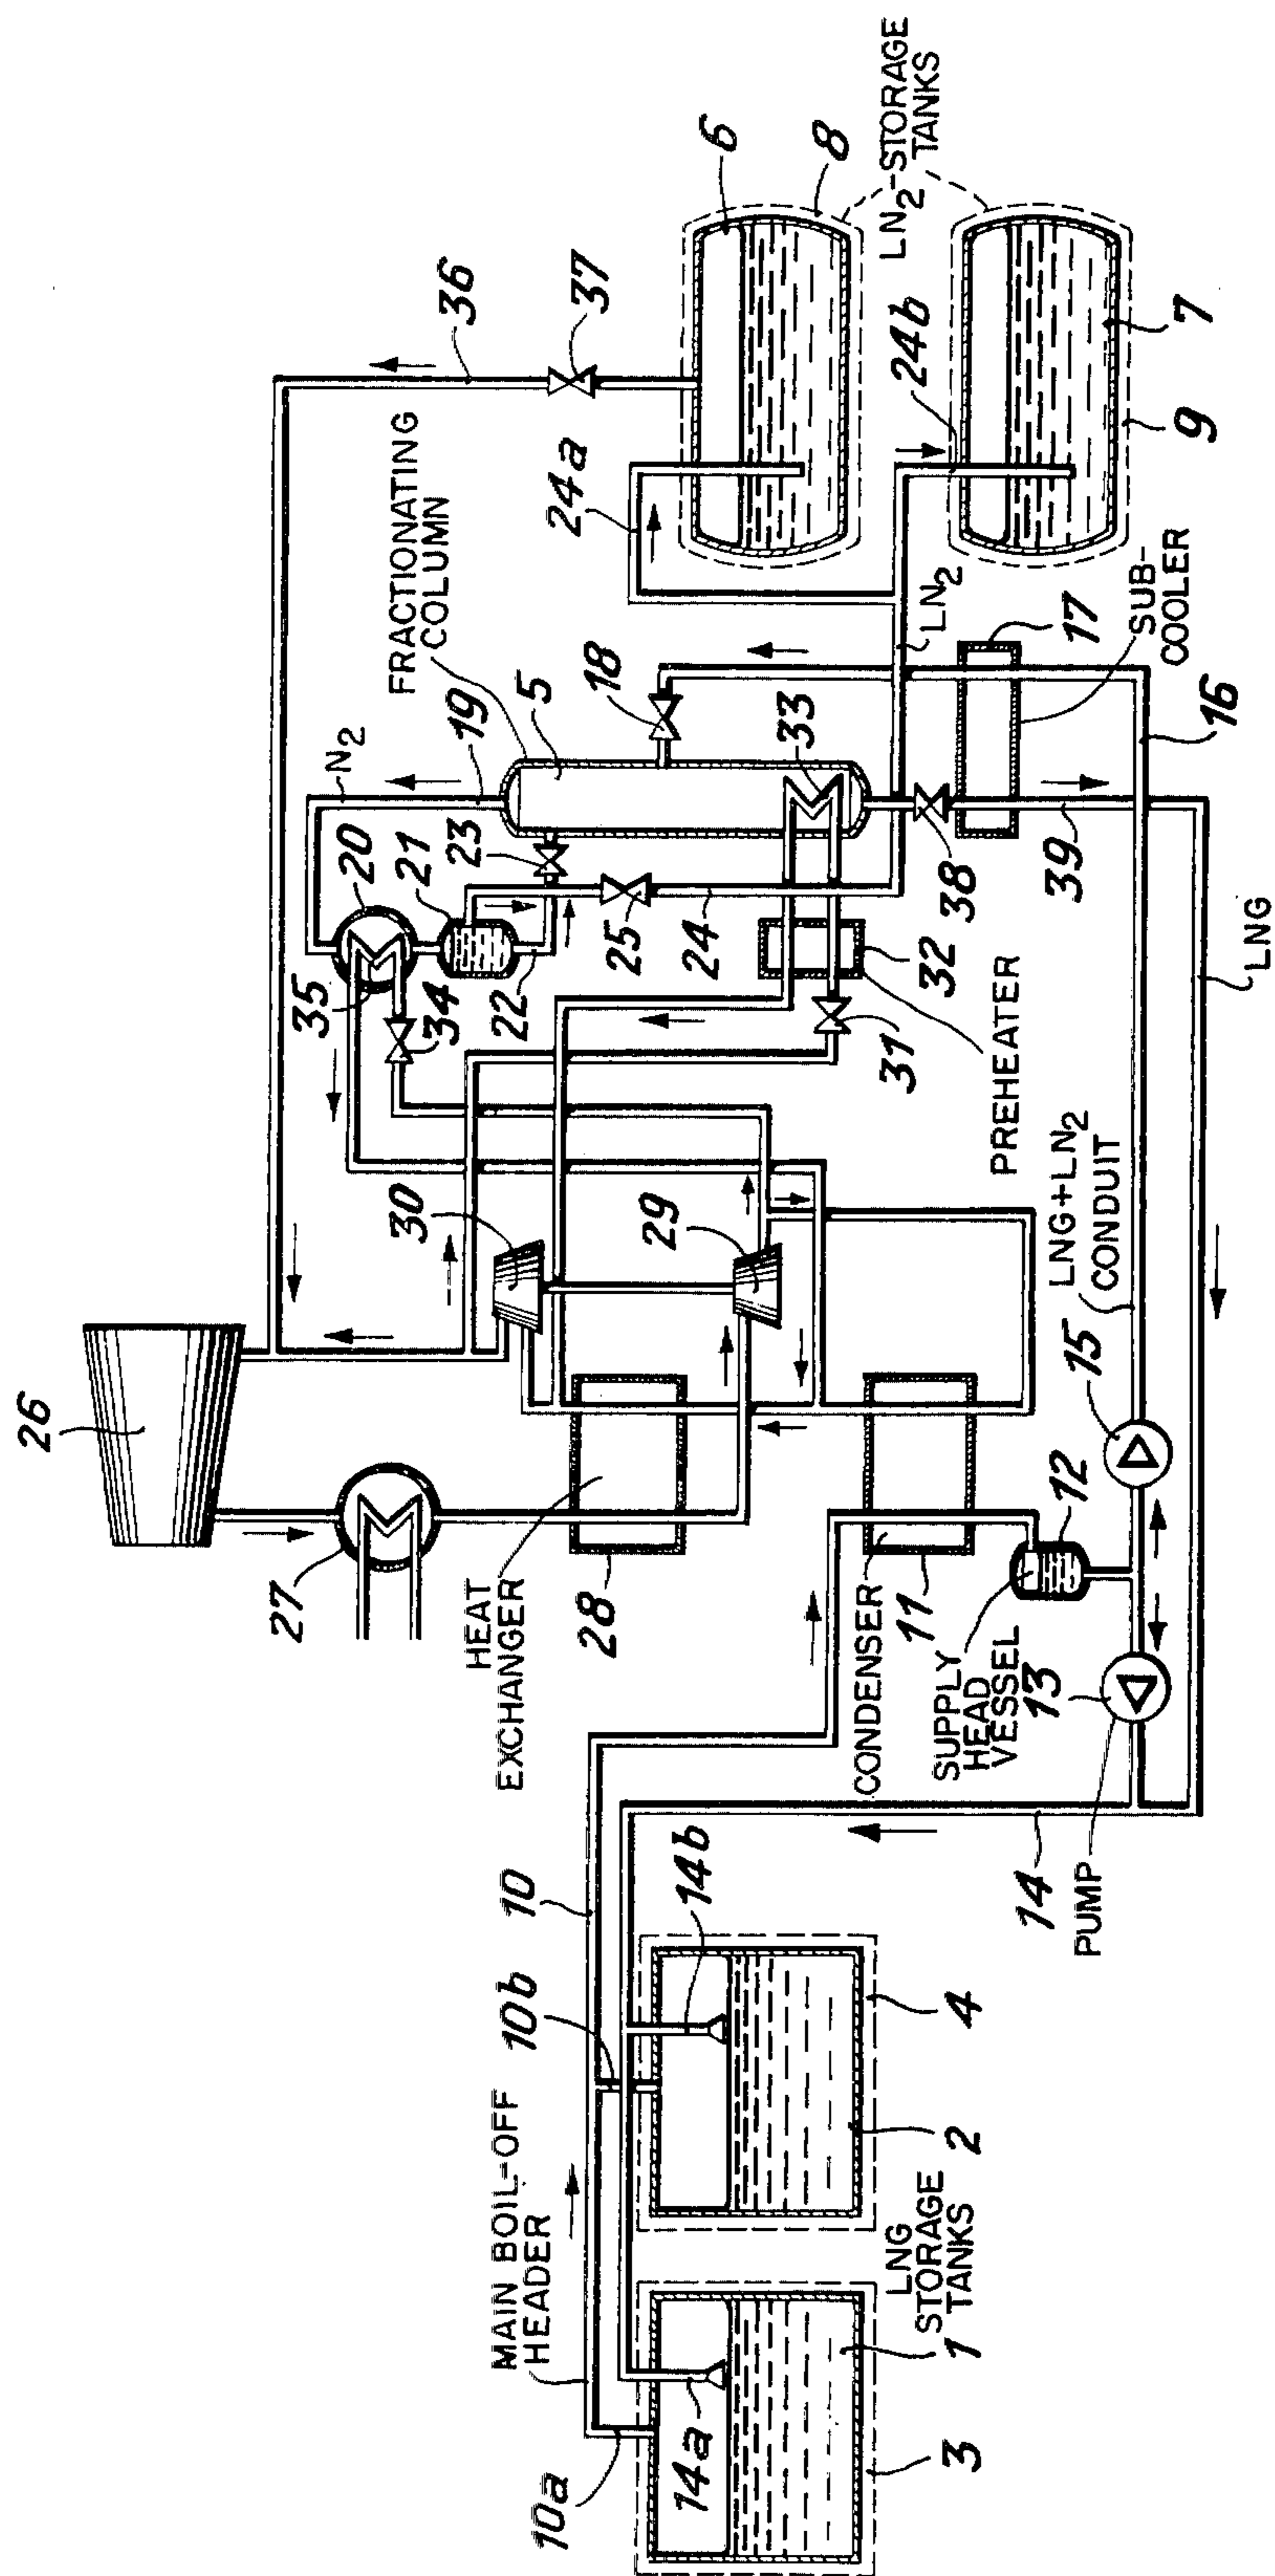 26
27
HEAT
EXCHANGER
28
30
29
N2
19
20
21
35
34
22
23
25
24
FRACTIONATING
COLUMN
5
18
33
31
32
PREHEATER
38
39
36
37
24a
6
8
LN2-STORAGE
TANKS
LN2
24b
7
9
17
SUB-
COOLER
16
LNG
LNG+LN2
CONDUIT
15
12
CONDENSER
11
SUPPLY
HEAD
VESSEL
13
PUMP
14
MAIN BOIL-OFF
HEADER
10
10a
10b
14a
14b
1
2
3
4
LNG
STORAGE
TANKS